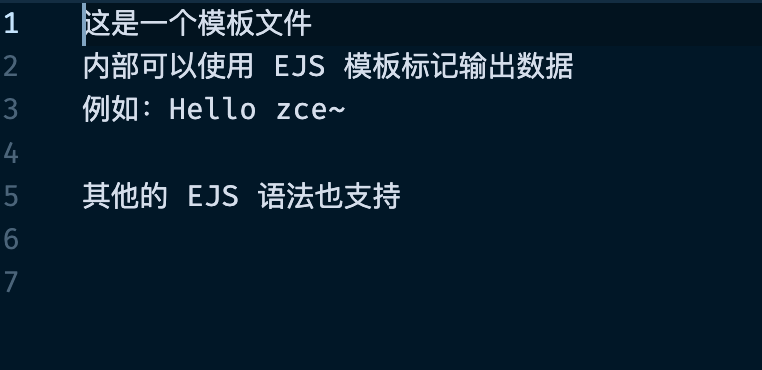 1 这是一个模板文件
2 内部可以使用 EJS 模板标记输出数据
3 例如：Hello zce~
4
5 其他的 EJS 语法也支持
6
7